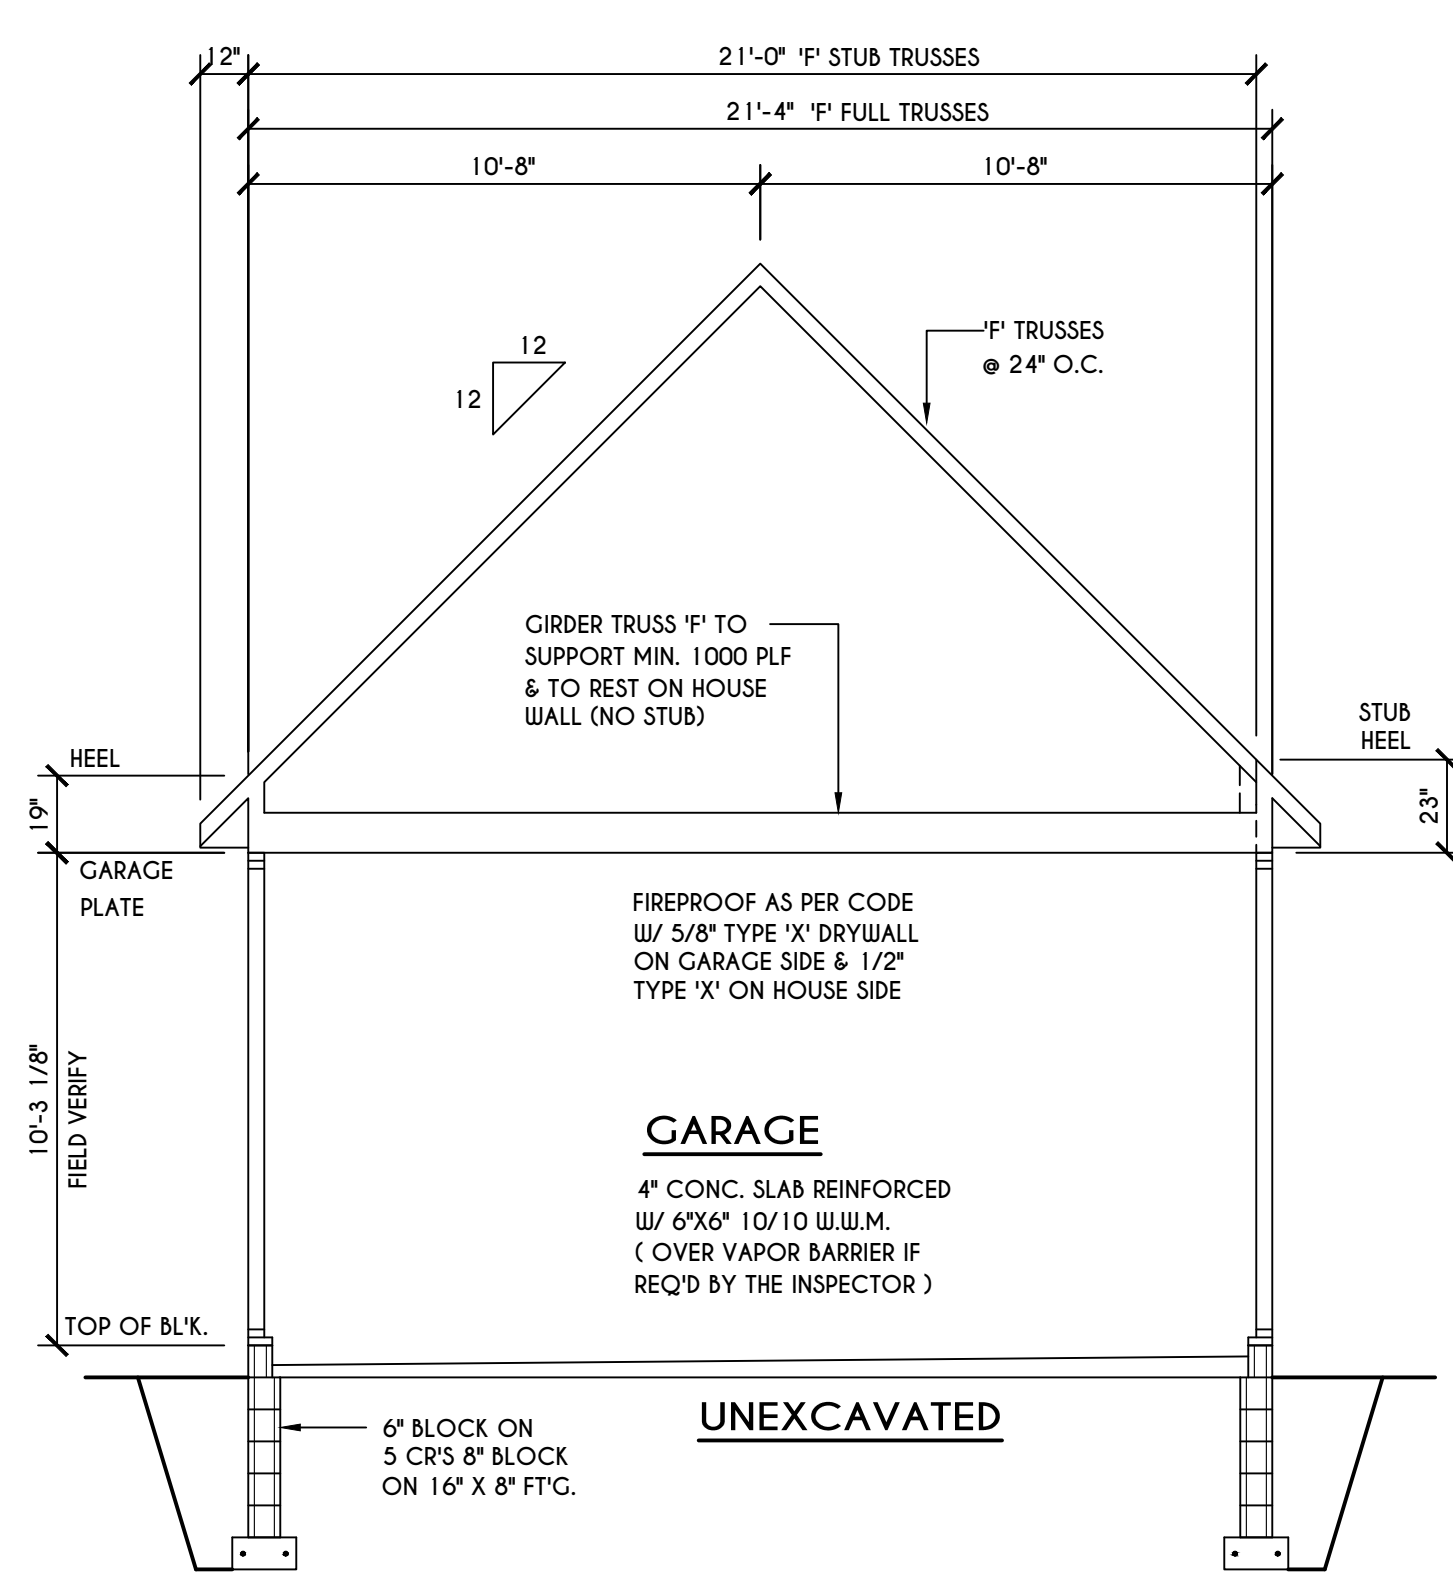 12"
21'-0" 'F' STUB TRUSSES
21'-4" 'F' FULL TRUSSES
10'-8"
10'-8"
12
12
'F' TRUSSES
@ 24" O.C.
GIRDER TRUSS 'F' TO
SUPPORT MIN. 1000 PLF
& TO REST ON HOUSE
WALL (NO STUB)
STUB
HEEL
23"
HEEL
19"
GARAGE
PLATE
FIREPROOF AS PER CODE
W/ 5/8" TYPE 'X' DRYWALL
ON GARAGE SIDE & 1/2"
TYPE 'X' ON HOUSE SIDE
10'-3 1/8"
FIELD VERIFY
GARAGE
4" CONC. SLAB REINFORCED
W/ 6"X6" 10/10 W.W.M.
( OVER VAPOR BARRIER IF
REQ'D BY THE INSPECTOR )
TOP OF BL'K.
UNEXCAVATED
6" BLOCK ON
5 CR'S 8" BLOCK
ON 16" X 8" FT'G.